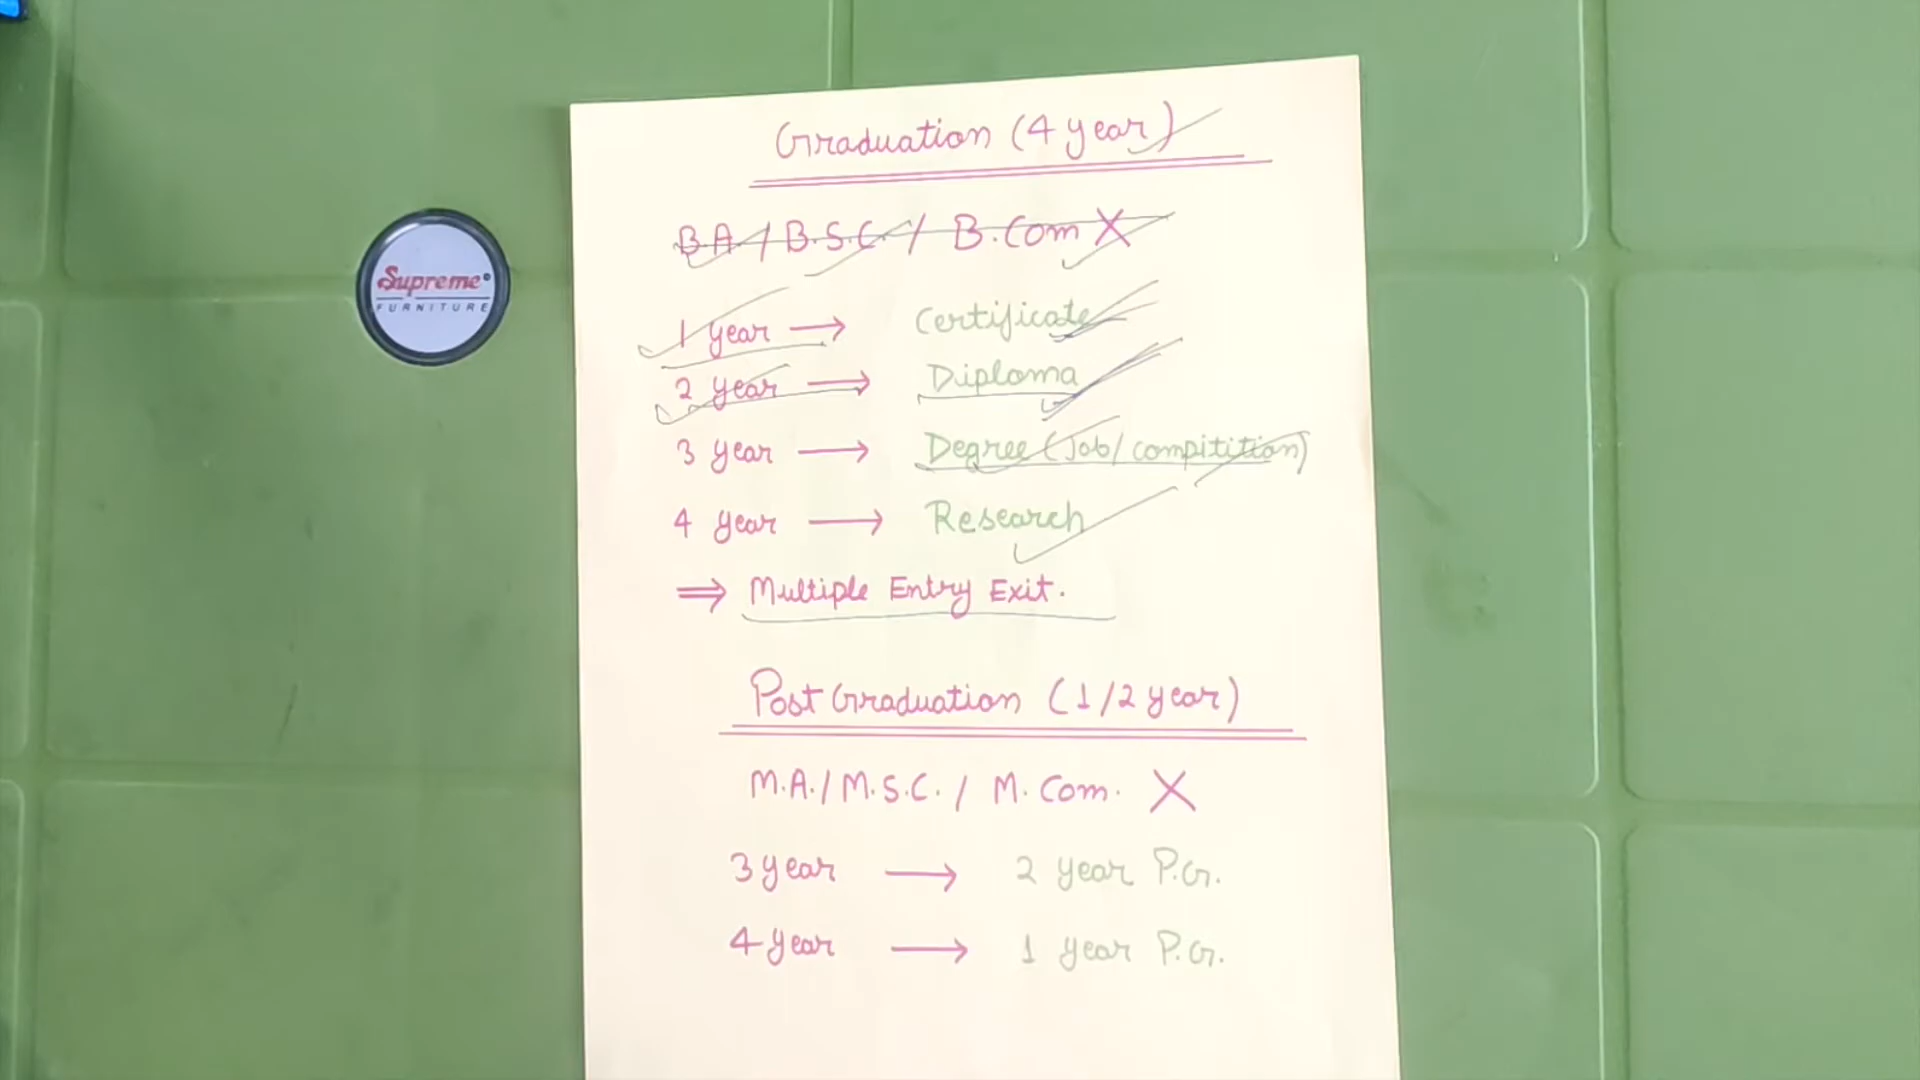 Graduation (4 year)
B.A / B.S.C. / B.Com X
1 year → Certificate
2 year ⇒ Diploma
3 year → Degree (Job/compitition)
4 year → Research
⇒ Multiple Entry Exit.
Post Graduation (1/2 year)
M.A. / M.S.C. / M. Com. X
3 year → 2 year P.G.
4 year → 1 year P.G.
Supreme
FURNITURE